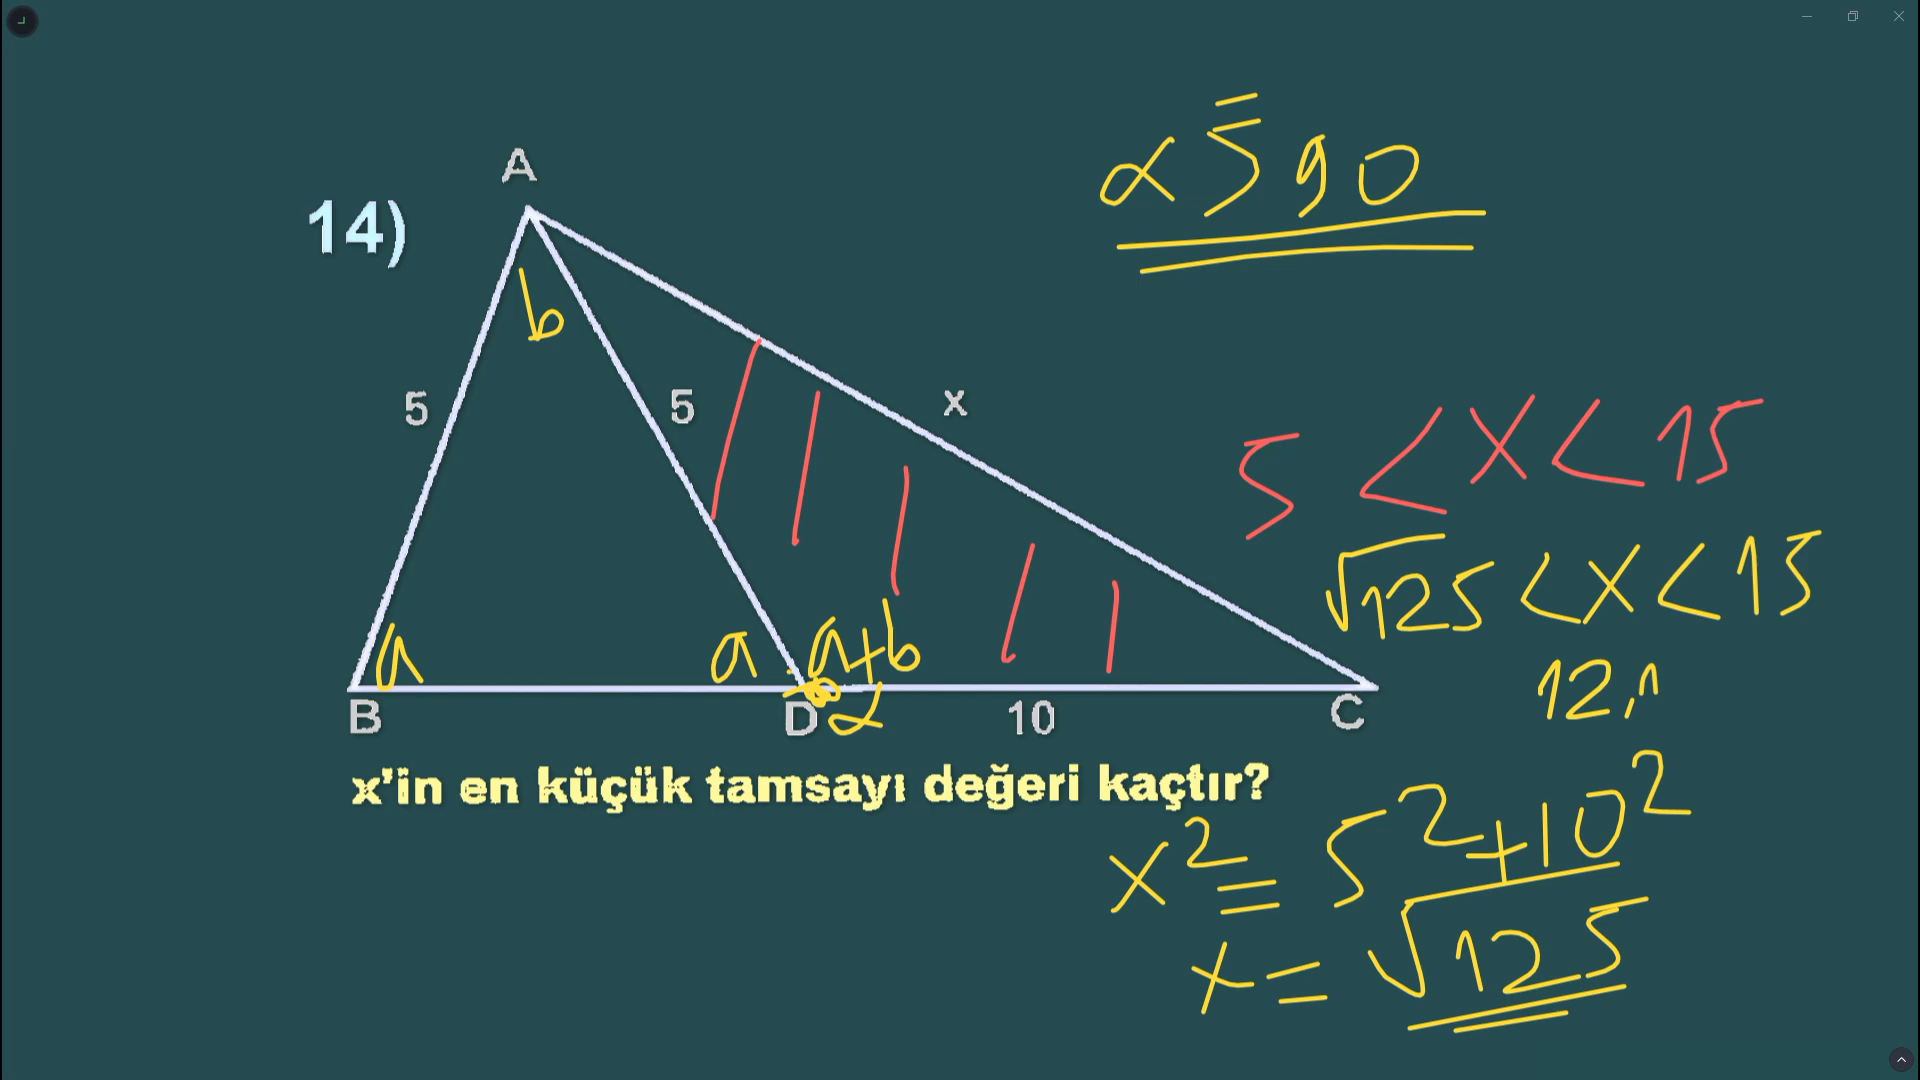 14)
A
α > 90
b
5
5
x
5 < x < 15
√125 < x < 15
12,
a
a
a+b
B
D
α
10
C
x'in en küçük tamsayı değeri kaçtır?
x² = 5² + 10²
x = √125